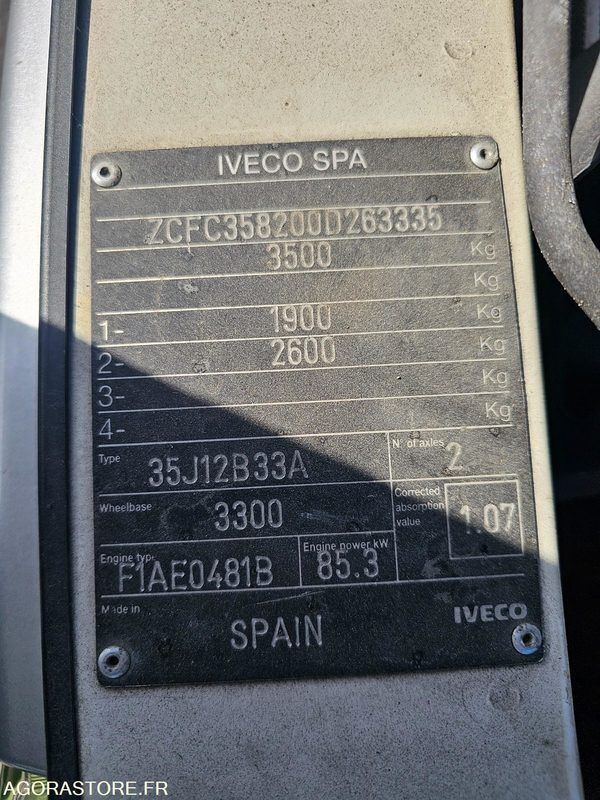 IVECO SPA
ZCFC358200D263335
3500 Kg
Kg
1- 1900 Kg
2- 2600 Kg
3- Kg
4- Kg
Type 35J12B33A N. of axles 2
Wheelbase 3300 Corrected absorption value 1.07
Engine type F1AE0481B Engine power kW 85.3
Made in SPAIN IVECO
AGORASTORE.FR